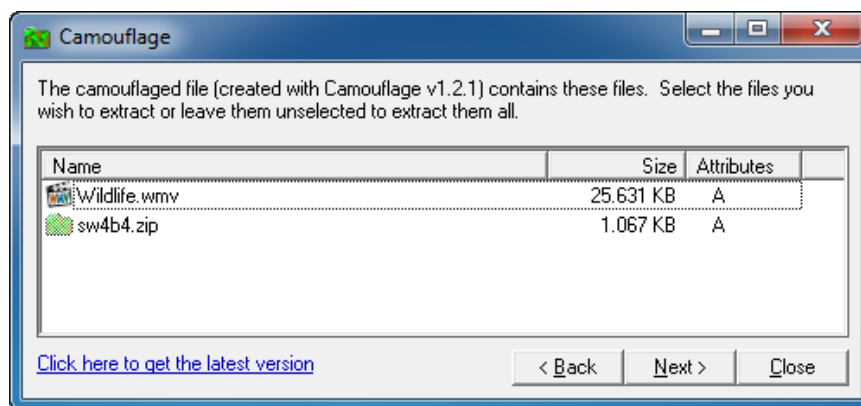 Camouflage
The camouflaged file (created with Camouflage v1.2.1) contains these files.  Select the files you
wish to extract or leave them unselected to extract them all.
Name Size Attributes
Wildlife.wmv 25.631 KB A
sw4b4.zip 1.067 KB A
Click here to get the latest version < Back Next > Close